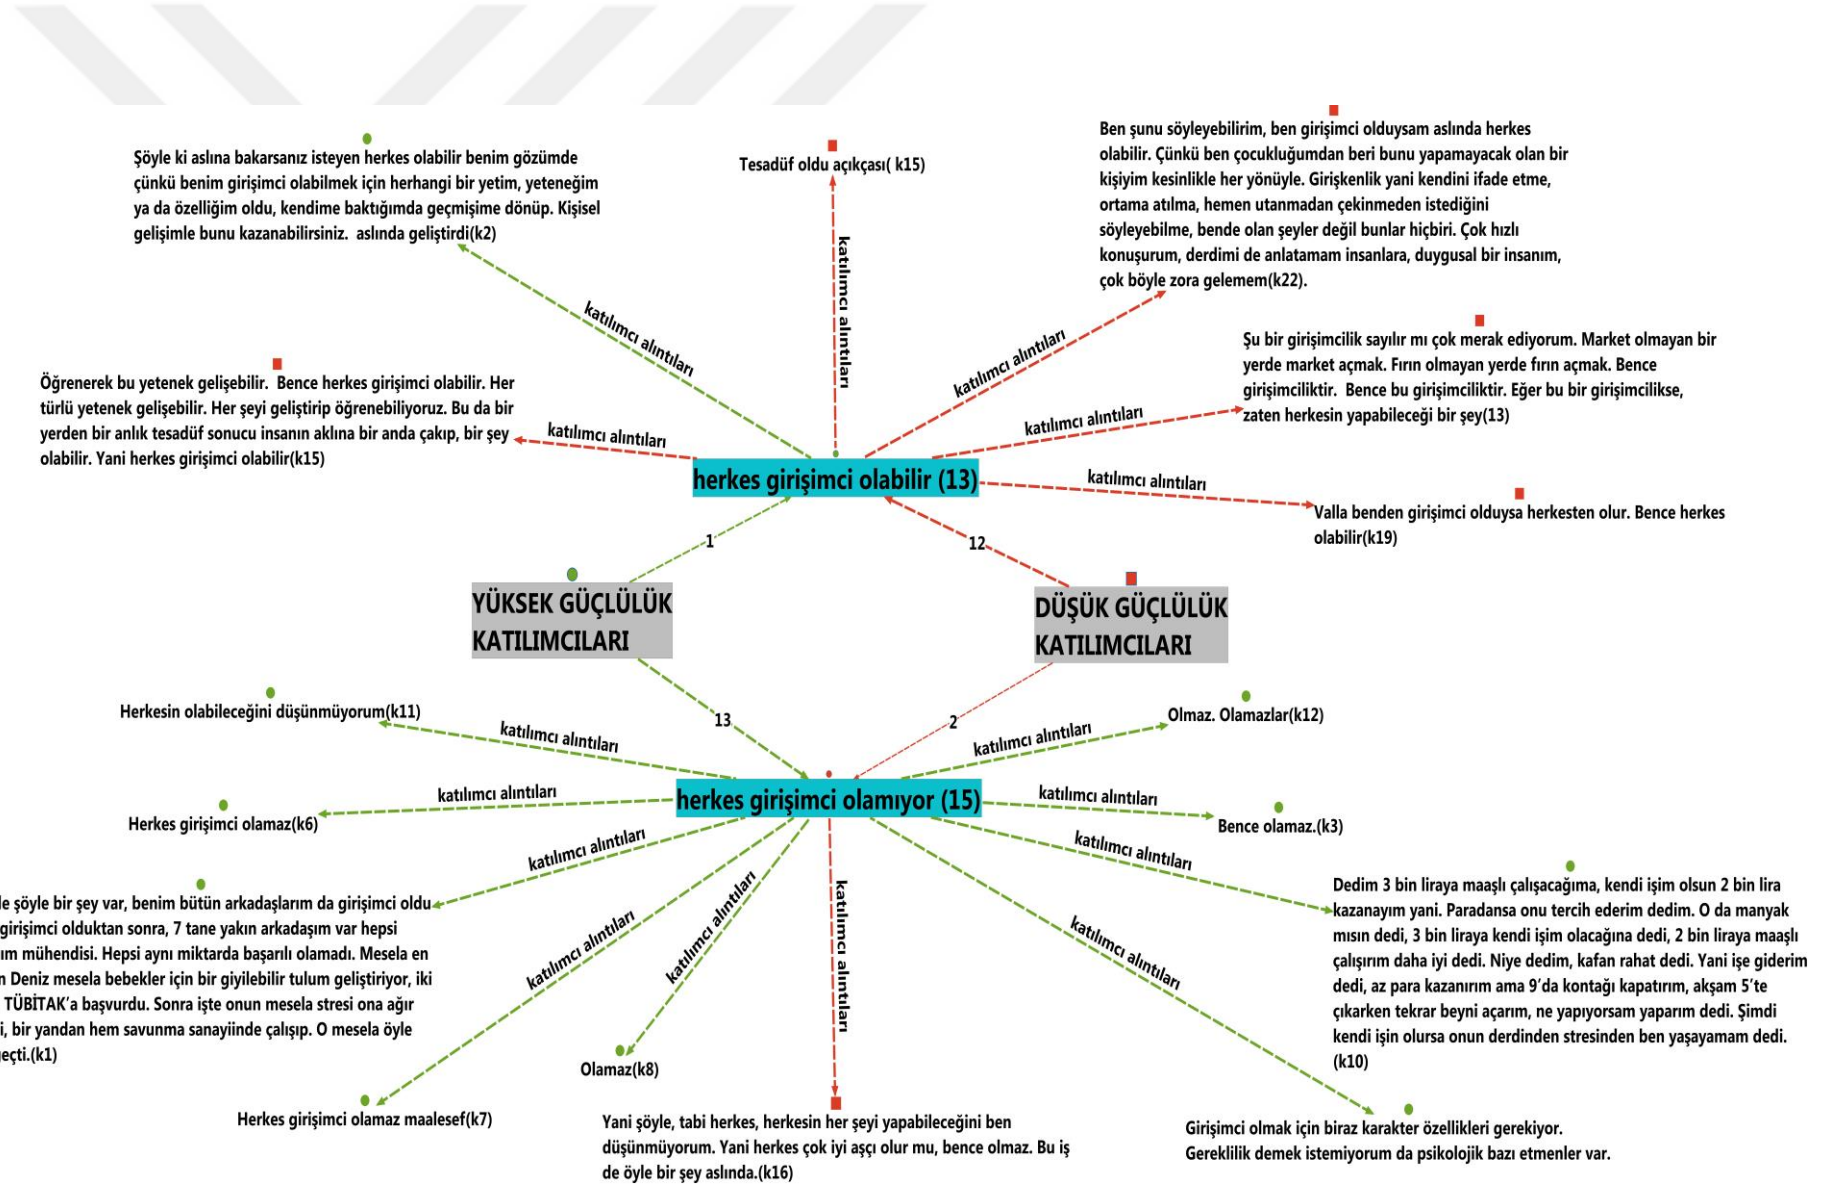 Şöyle ki aslına bakarsanız isteyen herkes olabilir benim gözümde
çünkü benim girişimci olabilmek için herhangi bir yetim, yeteneğim
ya da özelliğim oldu, kendime baktığımda geçmişime dönüp. Kişisel
gelişimle bunu kazanabilirsiniz. aslında geliştirdi(k2)
Tesadüf oldu açıkçası( k15)
Ben şunu söyleyebilirim, ben girişimci olduysam aslında herkes
olabilir. Çünkü ben çocukluğumdan beri bunu yapamayacak olan bir
kişiyim kesinlikle her yönüyle. Girişkenlik yani kendini ifade etme,
ortama atılma, hemen utanmadan çekinmeden istediğini
söyleyebilme, bende olan şeyler değil bunlar hiçbiri. Çok hızlı
konuşurum, derdimi de anlatamam insanlara, duygusal bir insanım,
çok böyle zora gelemem(k22).
katılımcı alıntıları
katılımcı alıntıları
katılımcı alıntıları
Şu bir girişimcilik sayılır mı çok merak ediyorum. Market olmayan bir
yerde market açmak. Fırın olmayan yerde fırın açmak. Bence
girişimciliktir. Bence bu girişimciliktir. Eğer bu bir girişimcilikse,
zaten herkesin yapabileceği bir şey(13)
Öğrenerek bu yetenek gelişebilir. Bence herkes girişimci olabilir. Her
türlü yetenek gelişebilir. Her şeyi geliştirip öğrenebiliyoruz. Bu da bir
yerden bir anlık tesadüf sonucu insanın aklına bir anda çakıp, bir şey
olabilir. Yani herkes girişimci olabilir(k15)
katılımcı alıntıları
katılımcı alıntıları
herkes girişimci olabilir (13)
katılımcı alıntıları
Valla benden girişimci olduysa herkesten olur. Bence herkes
olabilir(k19)
1
12
YÜKSEK GÜÇLÜLÜK
KATILIMCILARI
DÜŞÜK GÜÇLÜLÜK
KATILIMCILARI
13
2
Herkesin olabileceğini düşünmüyorum(k11)
katılımcı alıntıları
katılımcı alıntıları
Olmaz. Olamazlar(k12)
herkes girişimci olamıyor (15)
katılımcı alıntıları
Herkes girişimci olamaz(k6)
katılımcı alıntıları
Bence olamaz.(k3)
katılımcı alıntıları
katılımcı alıntıları
le şöyle bir şey var, benim bütün arkadaşlarım da girişimci oldu
girişimci olduktan sonra, 7 tane yakın arkadaşım var hepsi
ım mühendisi. Hepsi aynı miktarda başarılı olamadı. Mesela en
n Deniz mesela bebekler için bir giyilebilir tulum geliştiriyor, iki
TÜBİTAK'a başvurdu. Sonra işte onun mesela stresi ona ağır
i, bir yandan hem savunma sanayiinde çalışıp. O mesela öyle
geçti.(k1)
Dedim 3 bin liraya maaşlı çalışacağıma, kendi işim olsun 2 bin lira
kazanayım yani. Paradansa onu tercih ederim dedim. O da manyak
mısın dedi, 3 bin liraya kendi işim olacağına dedi, 2 bin liraya maaşlı
çalışırım daha iyi dedi. Niye dedim, kafan rahat dedi. Yani işe giderim
dedi, az para kazanırım ama 9'da kontağı kapatırım, akşam 5'te
çıkarken tekrar beyni açarım, ne yapıyorsam yaparım dedi. Şimdi
kendi işin olursa onun derdinden stresinden ben yaşayamam dedi.
(k10)
katılımcı alıntıları
katılımcı alıntıları
katılımcı alıntıları
katılımcı alıntıları
Olamaz(k8)
Herkes girişimci olamaz maalesef(k7)
Yani şöyle, tabi herkes, herkesin her şeyi yapabileceğini ben
düşünmüyorum. Yani herkes çok iyi aşçı olur mu, bence olmaz. Bu iş
de öyle bir şey aslında.(k16)
Girişimci olmak için biraz karakter özellikleri gerekiyor.
Gereklilik demek istemiyorum da psikolojik bazı etmenler var.